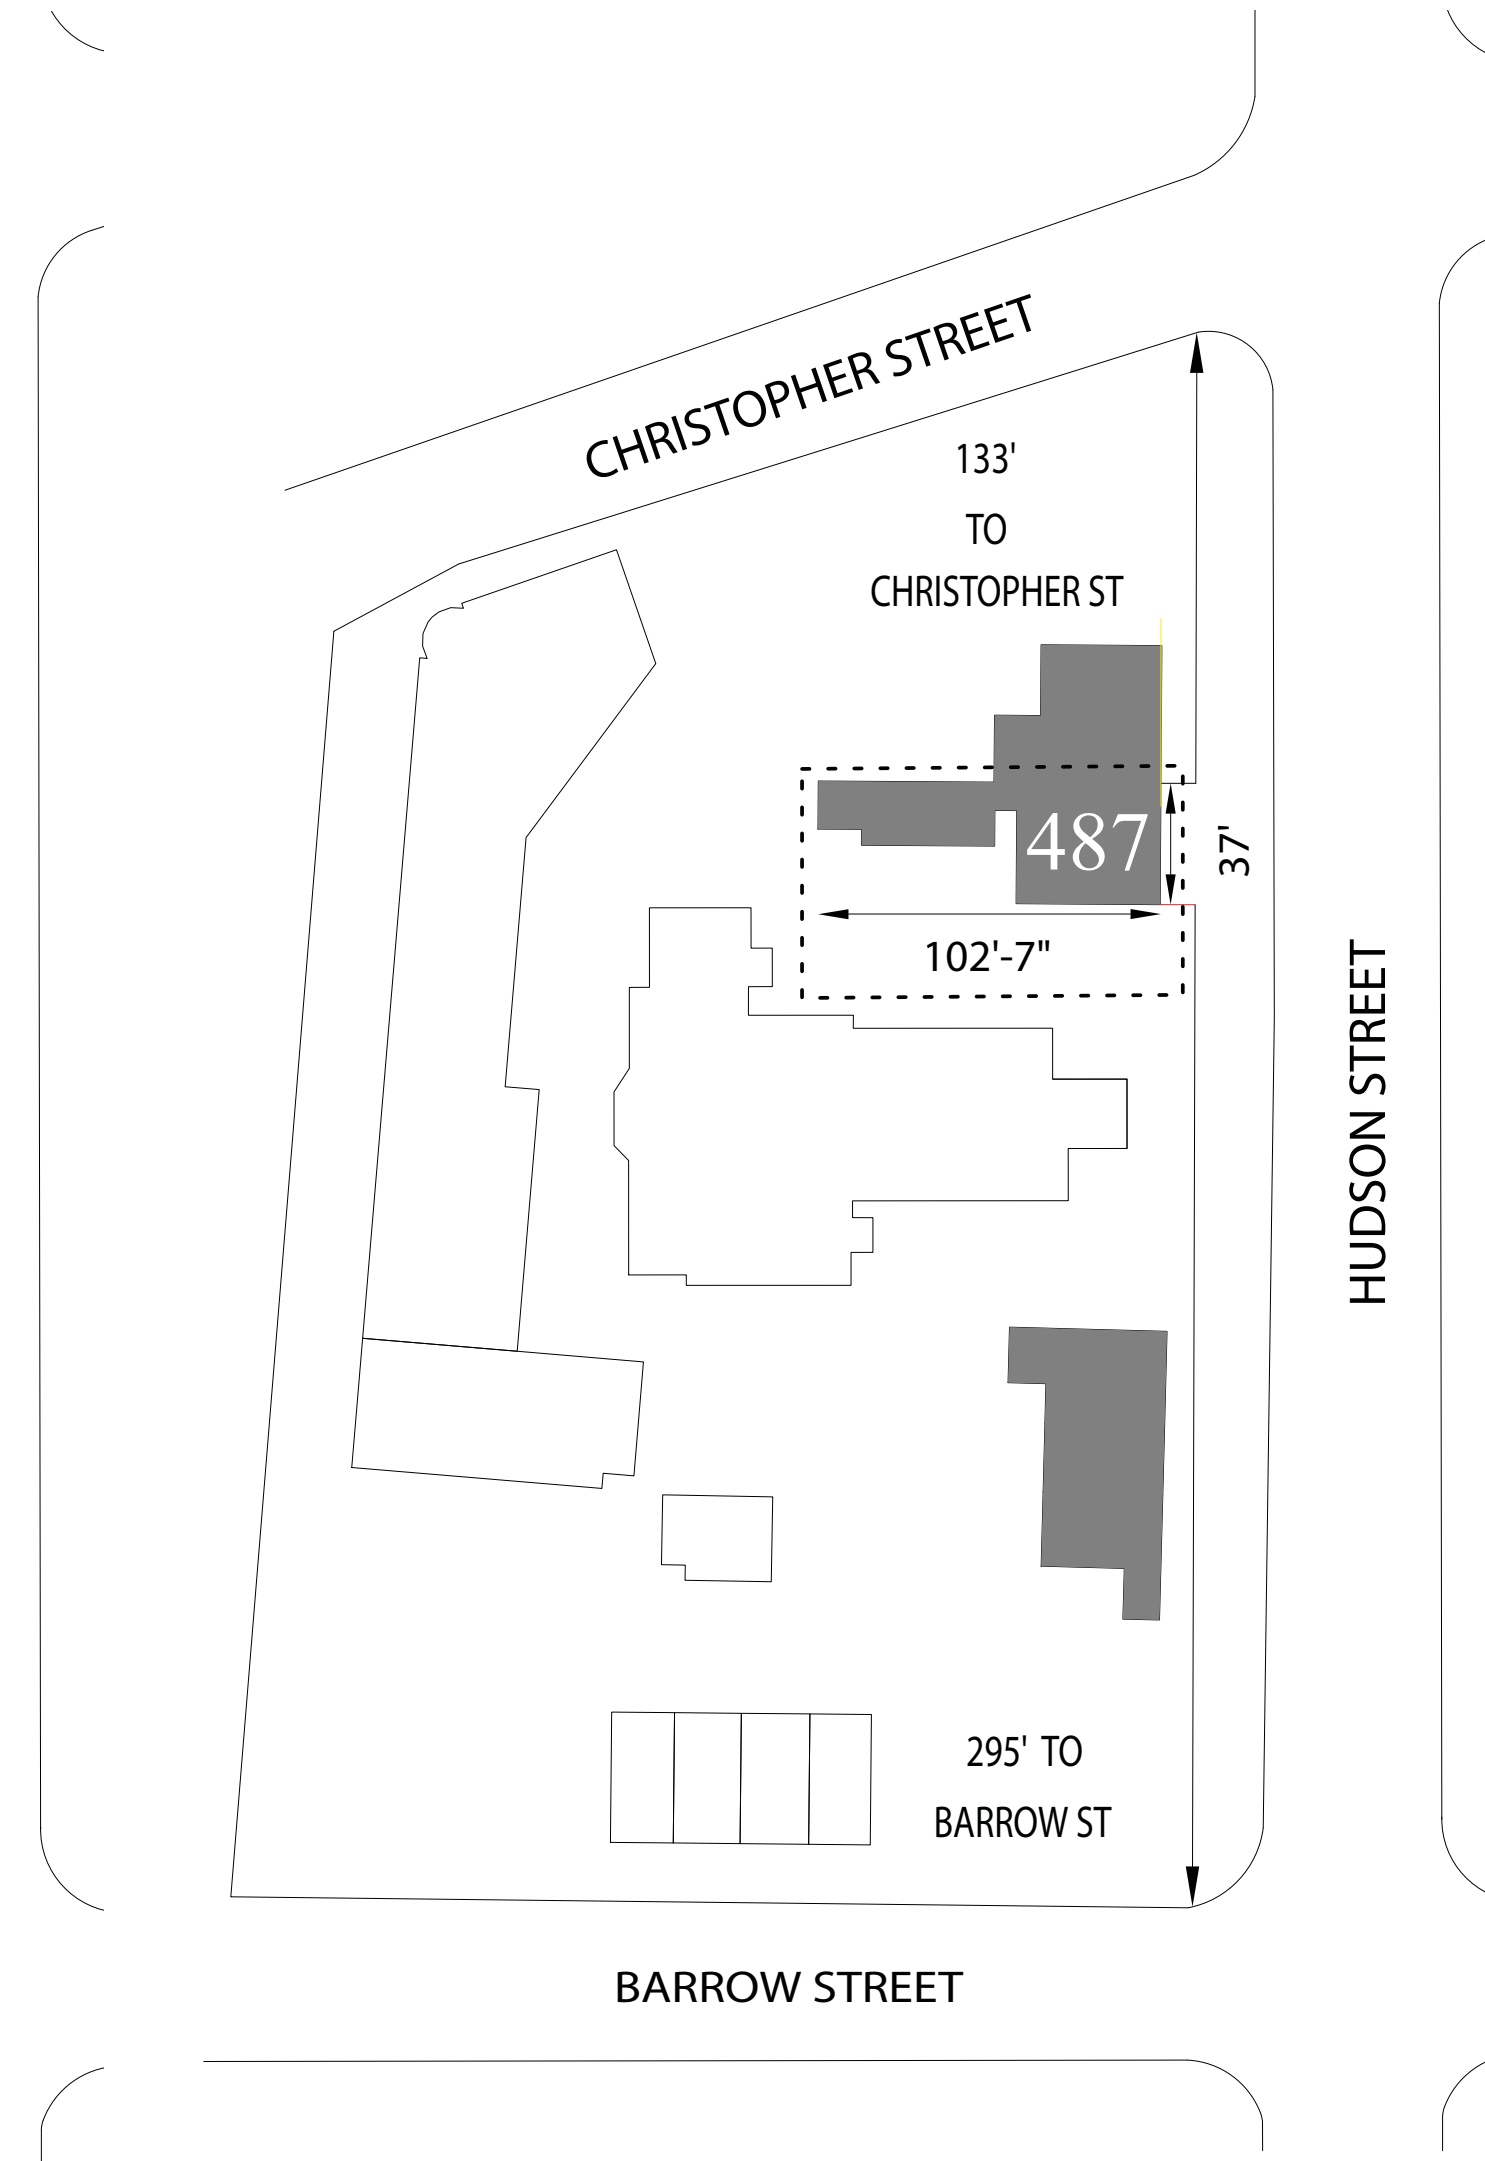 CHRISTOPHER STREET
133'
TO
CHRISTOPHER ST
487
37'
102'-7"
HUDSON STREET
295' TO
BARROW ST
BARROW STREET